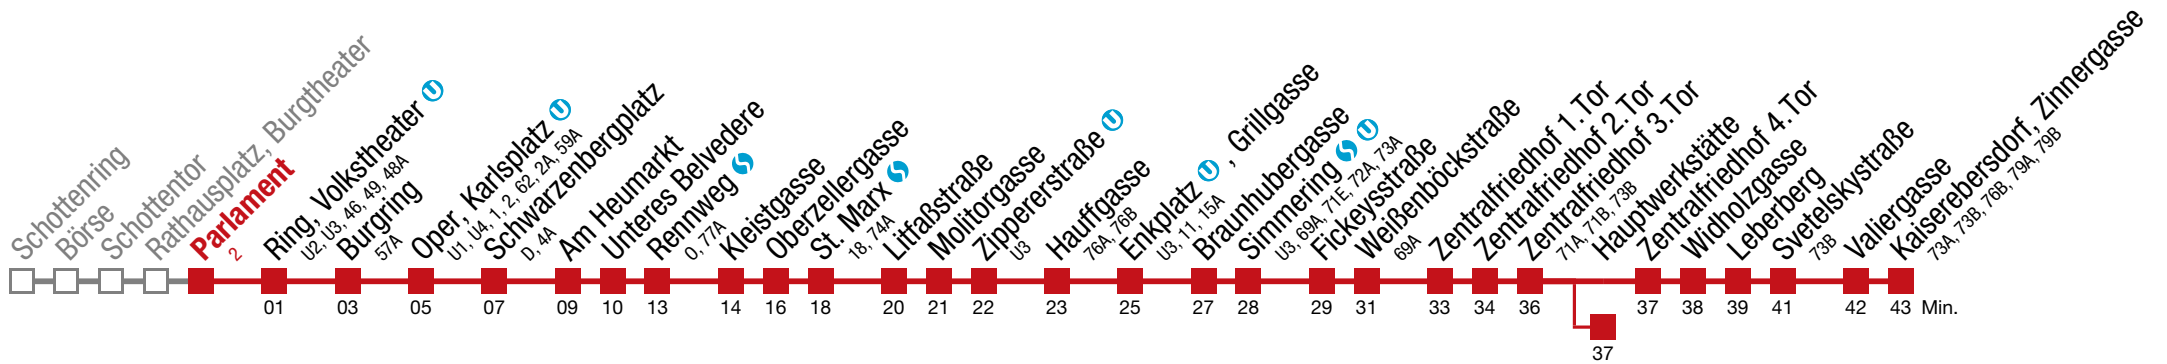 Schottenring
Börse
Schottentor
Rathausplatz, Burgtheater
Parlament
2
Ring, Volkstheater U
U2, U3, 46, 49, 48A
Burgring
57A
Oper, Karlsplatz U
U1, U4, 1, 2, 62, 2A, 59A
Schwarzenbergplatz
D, 4A
Am Heumarkt
Unteres Belvedere
Rennweg S
O, 77A
Kleistgasse
Oberzellergasse
St. Marx S
18, 74A
Litfaßstraße
Molitorgasse
Zippererstraße U
U3
Hauffgasse
76A, 76B
Enkplatz U , Grillgasse
U3, 11, 15A
Braunhubergasse
Simmering S U
U3, 69A, 71E, 72A, 73A
Fickeysstraße
Weißenböckstraße
69A
Zentralfriedhof 1.Tor
Zentralfriedhof 2.Tor
Zentralfriedhof 3.Tor
71A, 71B, 73B
Hauptwerkstätte
Zentralfriedhof 4.Tor
Widholzgasse
Leberberg
Svetelskystraße
73B
Valiergasse
Kaiserebersdorf, Zinnergasse
73A, 73B, 76B, 79A, 79B
01 03 05 07 09 10 13 14 16 18 20 21 22 23 25 27 28 29 31 33 34 36 37 38 39 41 42 43 Min.
37